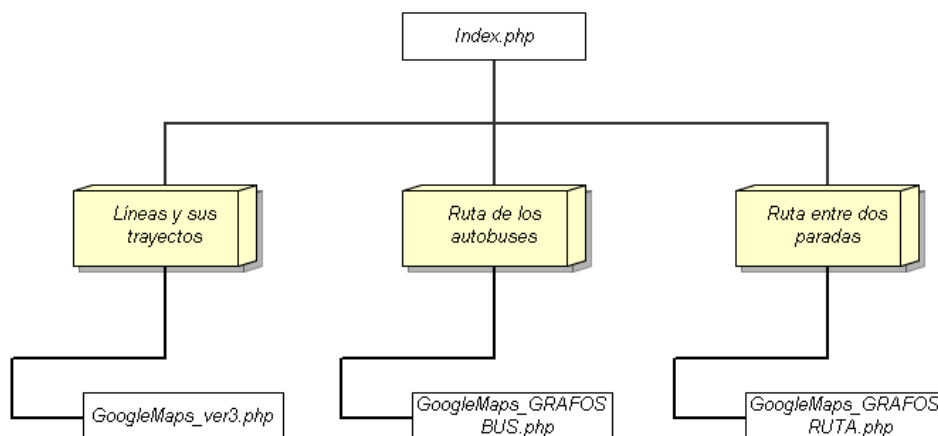 Index.php
Líneas y sus
trayectos
Ruta de los
autobuses
Ruta entre dos
paradas
GoogleMaps_ver3.php
GoogleMaps_GRAFOS
BUS.php
GoogleMaps_GRAFOS
RUTA.php